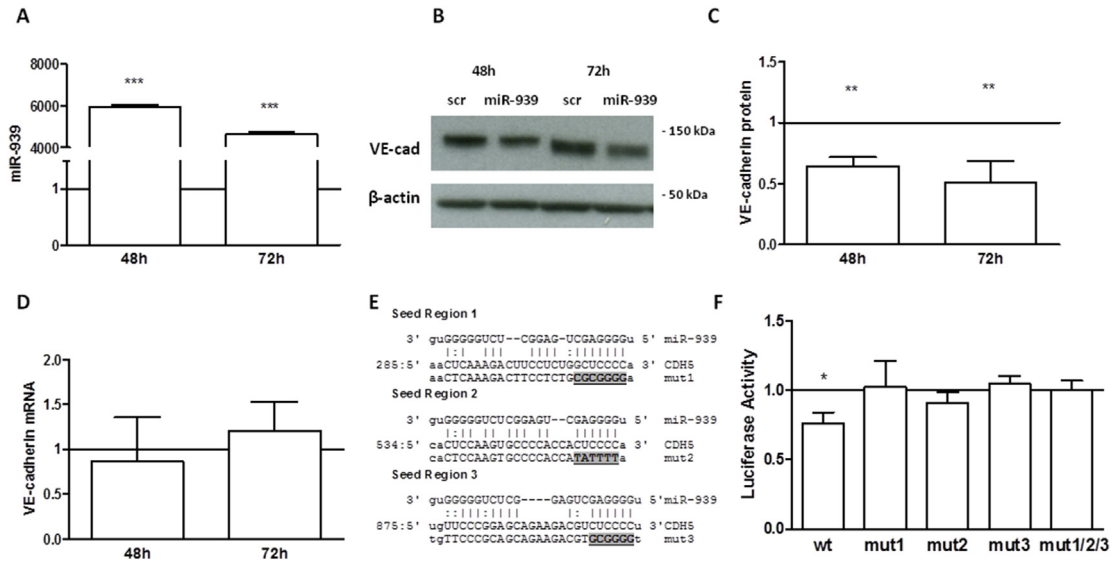 A
miR-939
8000
6000
4000
1
0
***
***
48h
72h
B
48h
72h
scr
miR-939
scr
miR-939
VE-cad
- 150 kDa
β-actin
- 50 kDa
C
VE-cadherin protein
1.5
1
0.5
0.0
**
**
48h
72h
D
VE-cadherin mRNA
2.0
1.5
1
0.5
0.0
48h
72h
E
Seed Region 1
3' guGGGGGUCU--CGGAG-UCGAGGGGu 5' miR-939
|:| ||| |||| :|||||||
285:5' aaCUCAAAGACUUCCUCUGGCUCCCCa 3' CDH5
aaCTCAAAGACTTCCTCTGCGCGGGGa mut1
Seed Region 2
3' guGGGGGUCUCGGAGU--CGAGGGGu 5' miR-939
|:|| || |||| ||| ||||||
534:5' caCUCCAAGUGCCCCACCACUCCCCa 3' CDH5
caCTCCAAGTGCCCCACCATATTTTa mut2
Seed Region 3
3' guGGGGGUCUCG----GAGUCGAGGGGu 5'miR-939
::|||:||||| |: ||||||
875:5' ugUUCCCGGAGCAGAAGACGUCUCCCCu 3'CDH5
tgTTCCCGCAGCAGAAGACGTGCGGGGt mut3
F
Luciferase Activity
1.5
1.0
0.5
0.0
*
wt
mut1
mut2
mut3
mut1/2/3